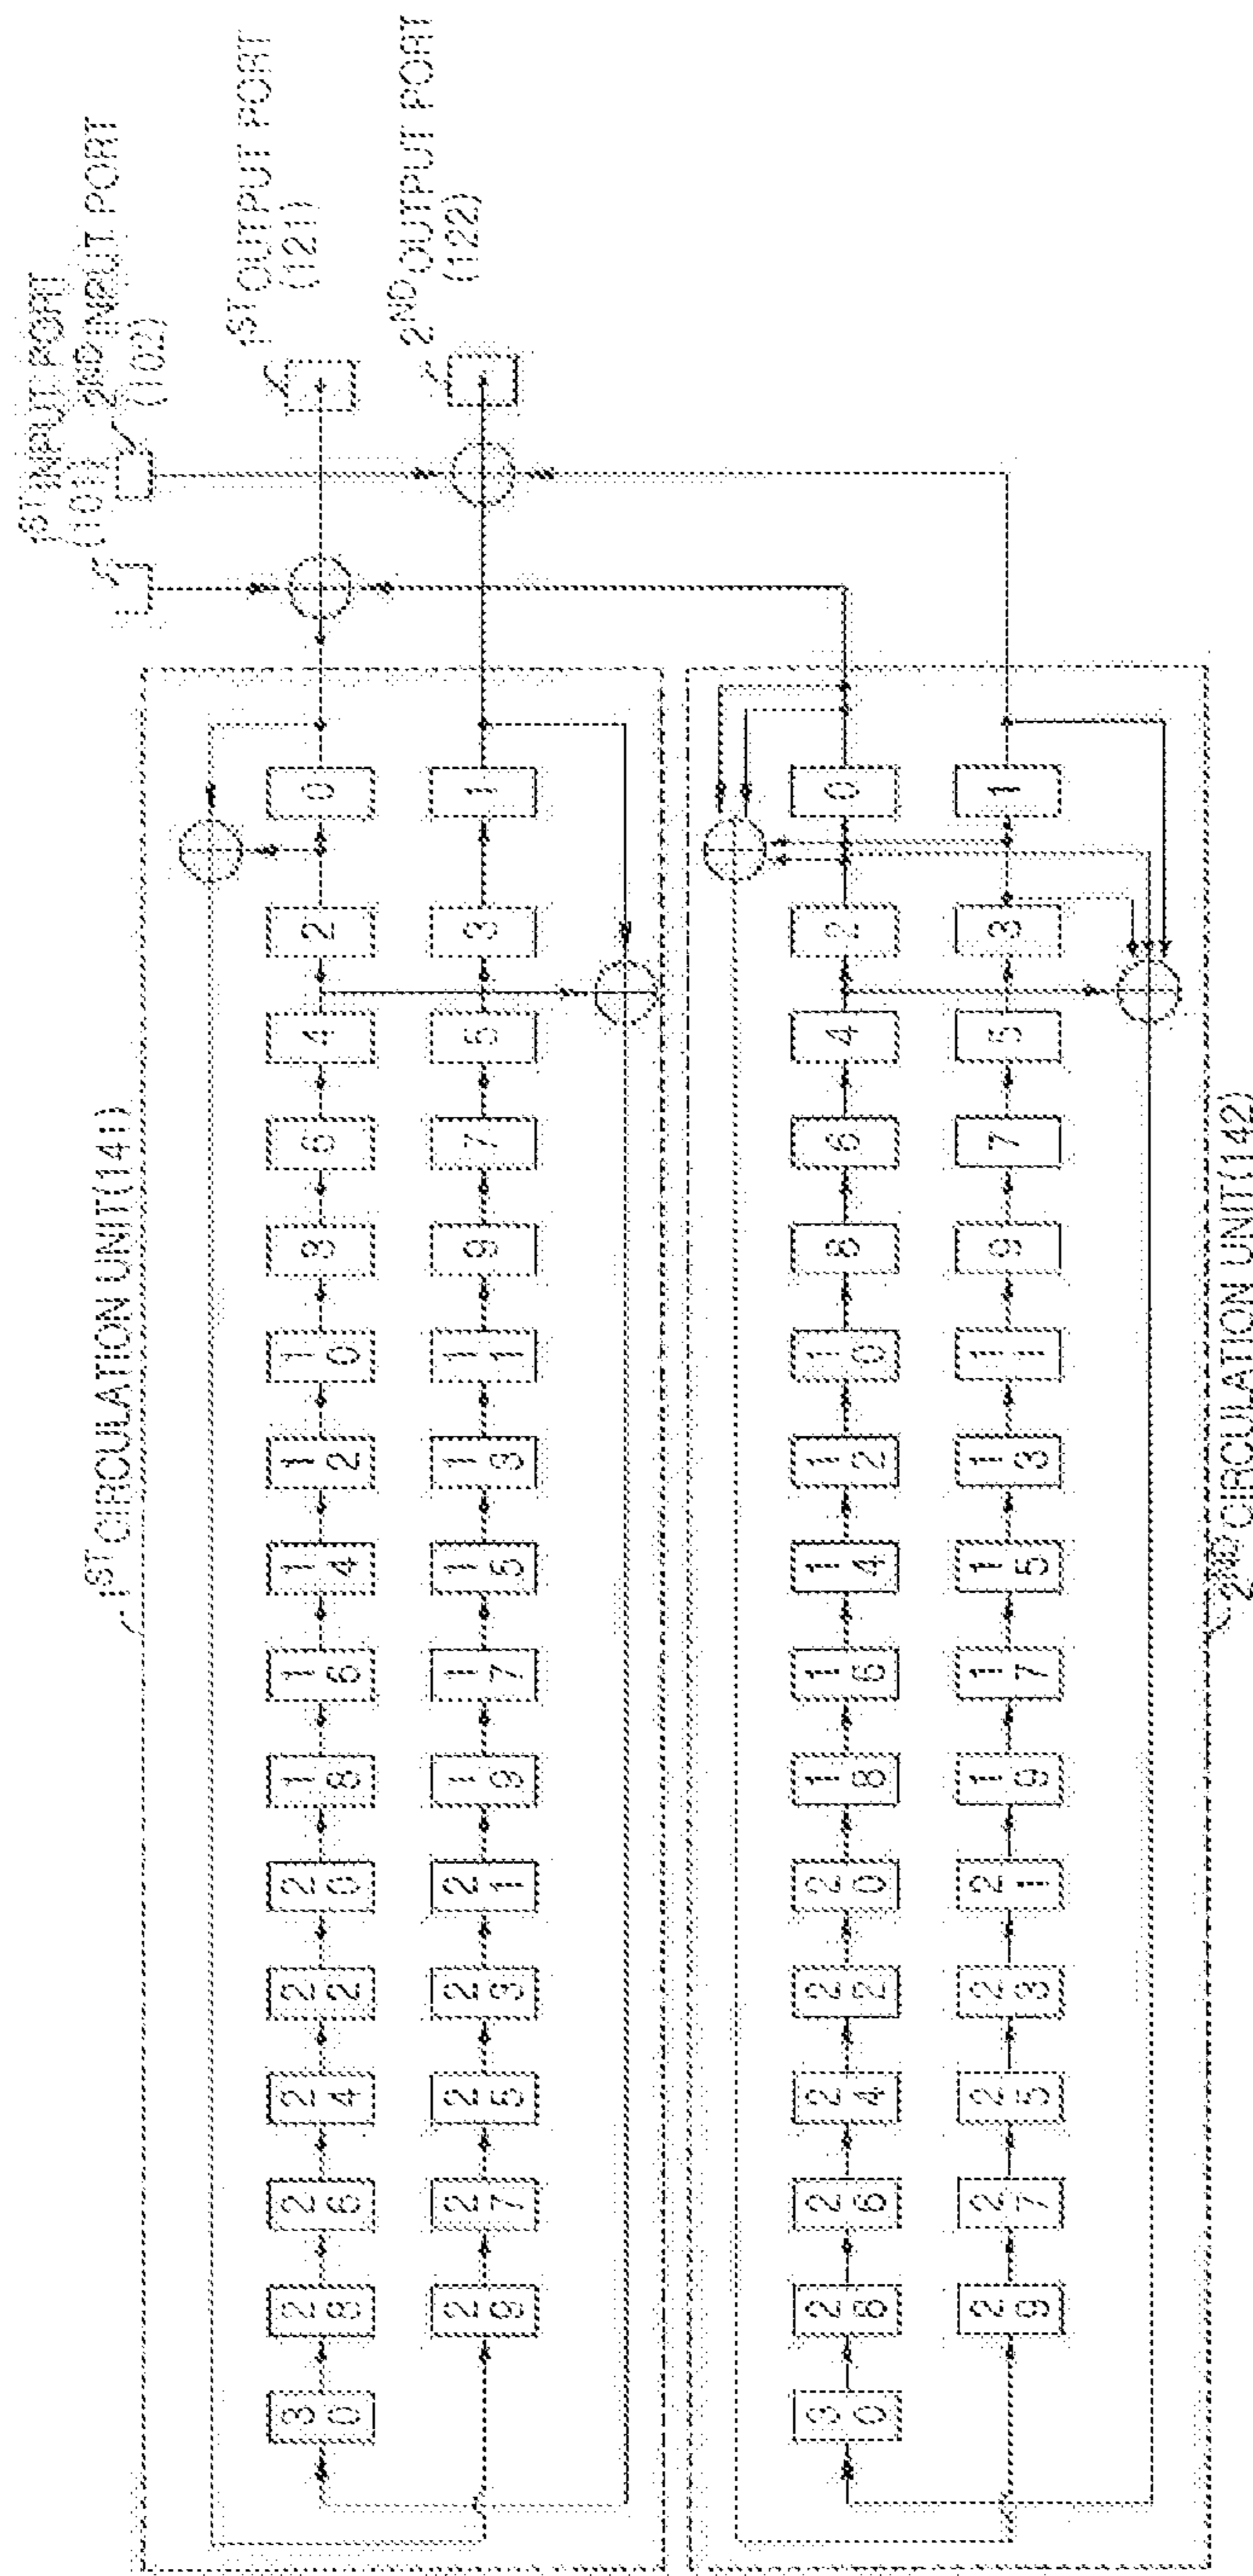 1ST INPUT PORT
(101)
2ND INPUT PORT
(102)
1ST OUTPUT PORT
(121)
2ND OUTPUT PORT
(122)
1ST CIRCULATION UNIT(141)
30 28 26 24 22 20 18 16 14 12 10 8 6 4 2 0
29 27 25 23 21 19 17 15 13 11 9 7 5 3 1
2ND CIRCULATION UNIT(142)
30 28 26 24 22 20 18 16 14 12 10 8 6 4 2 0
29 27 25 23 21 19 17 15 13 11 9 7 5 3 1